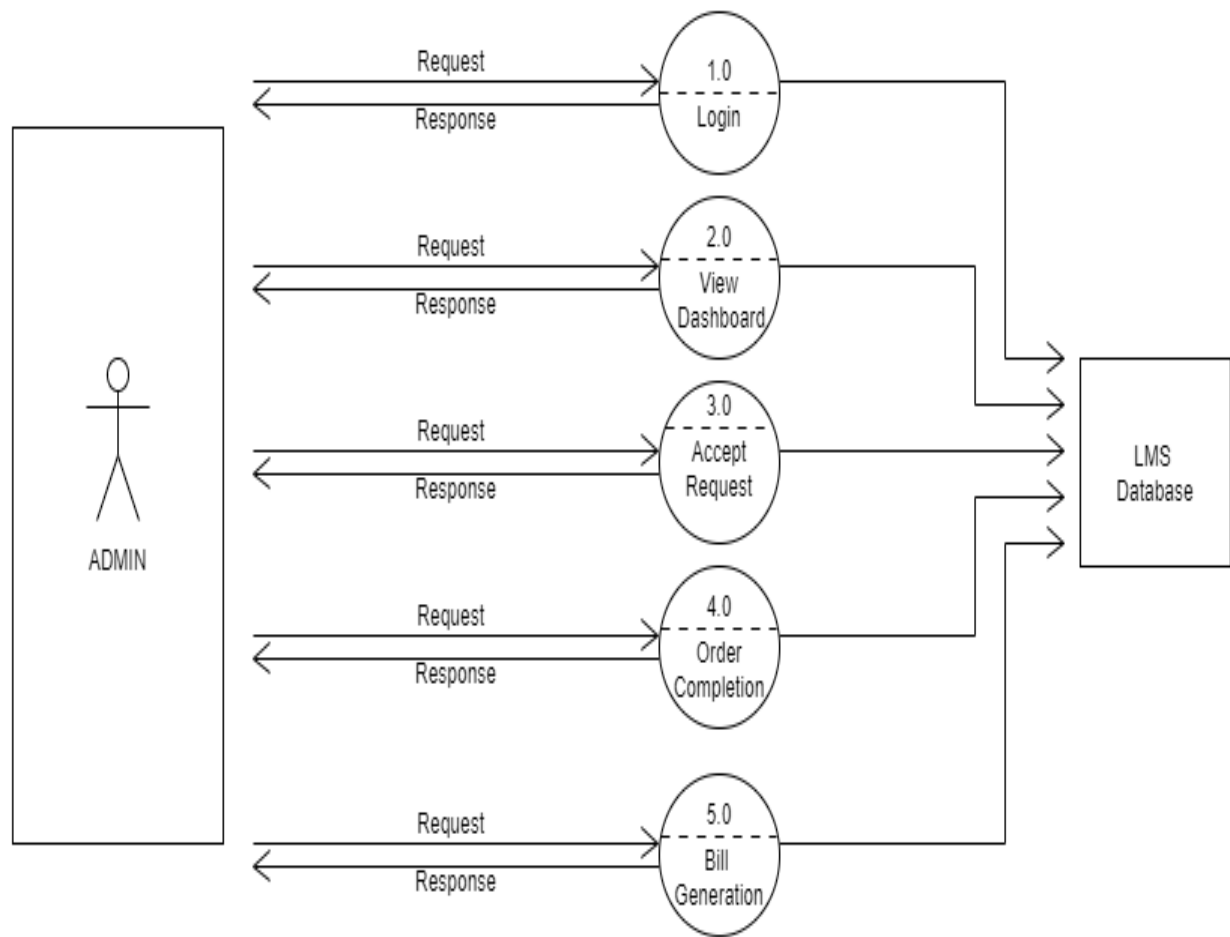 Request
1.0
Response
Login
Request
2.0
Response
View
Dashboard
Request
3.0
Response
Accept
Request
LMS
Database
ADMIN
Request
4.0
Response
Order
Completion
Request
5.0
Response
Bill
Generation